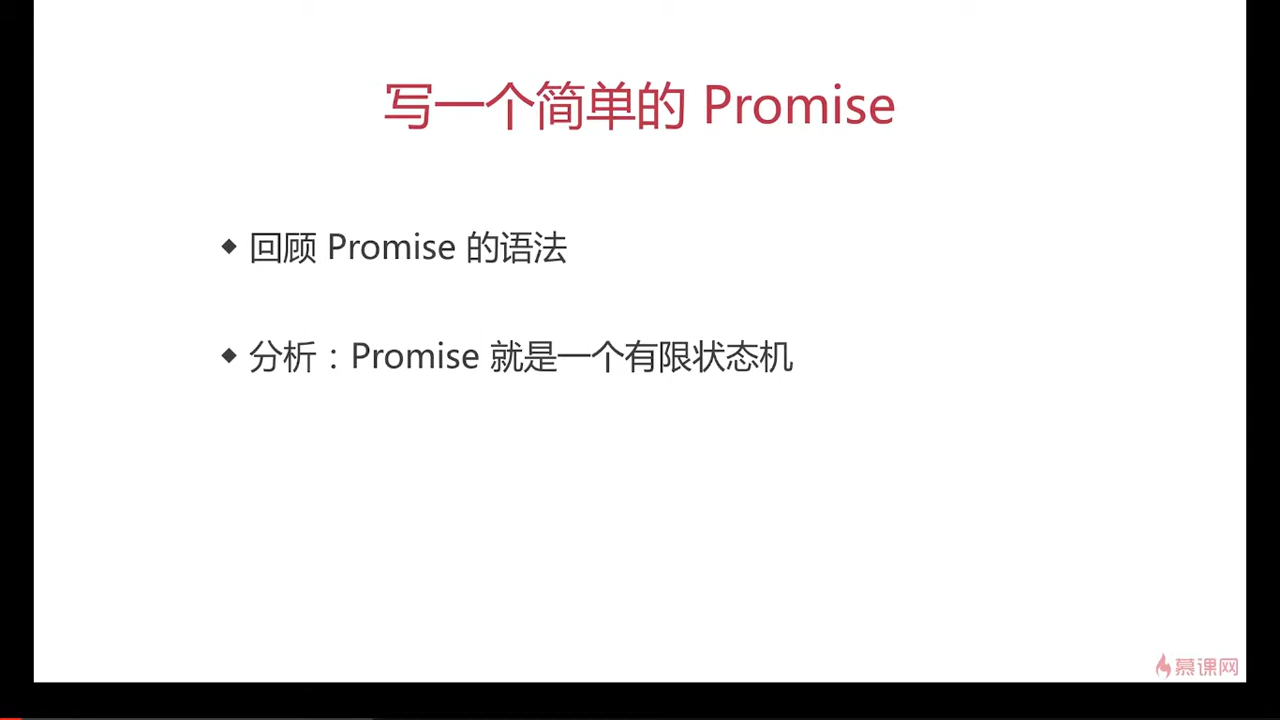 写一个简单的 Promise
◆ 回顾 Promise 的语法
◆ 分析：Promise 就是一个有限状态机
慕课网